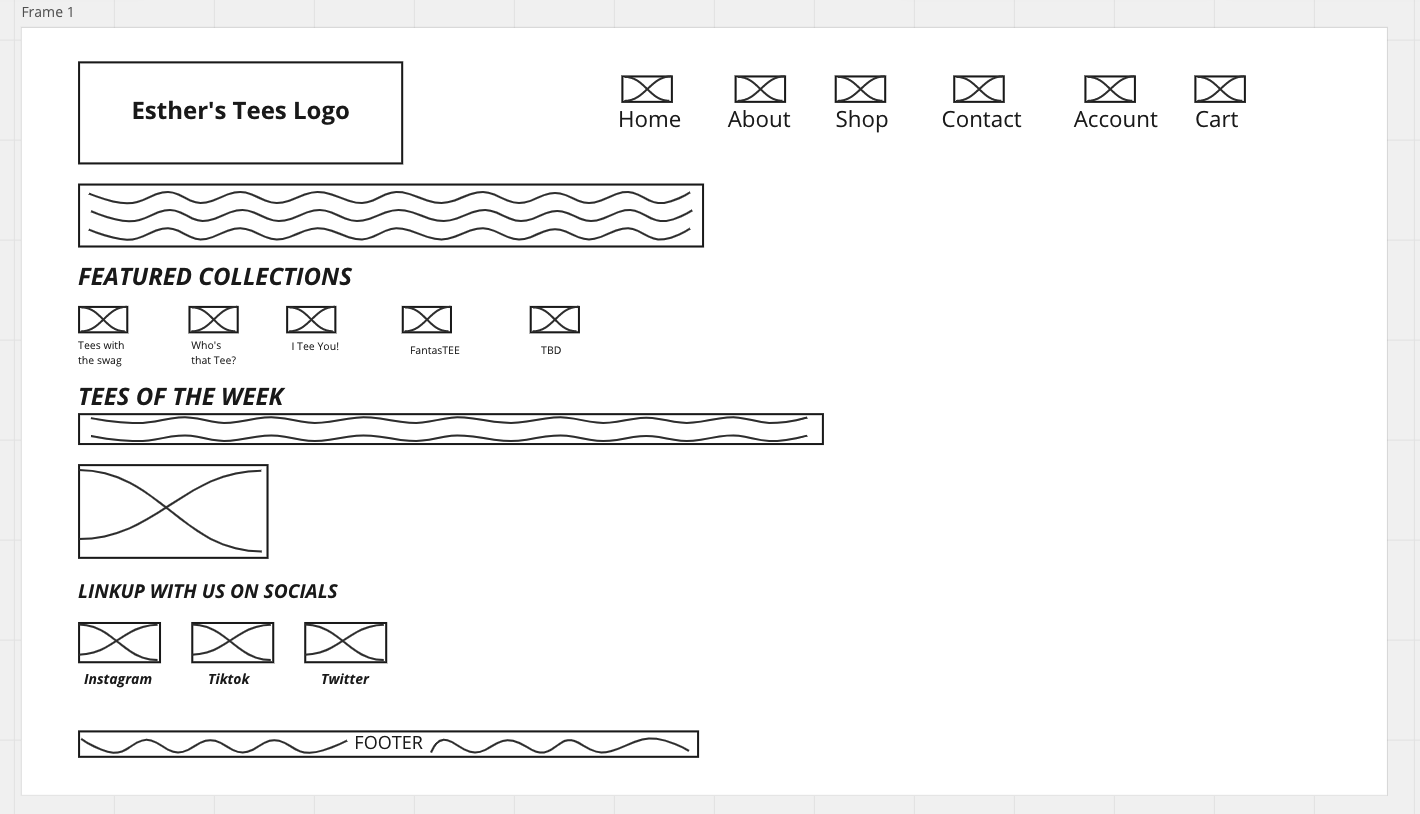 Frame 1
Esther's Tees Logo
Home
About
Shop
Contact
Account
Cart
FEATURED COLLECTIONS
Tees with
the swag
Who's
that Tee?
I Tee You!
FantasTEE
TBD
TEES OF THE WEEK
LINKUP WITH US ON SOCIALS
Instagram
Tiktok
Twitter
FOOTER